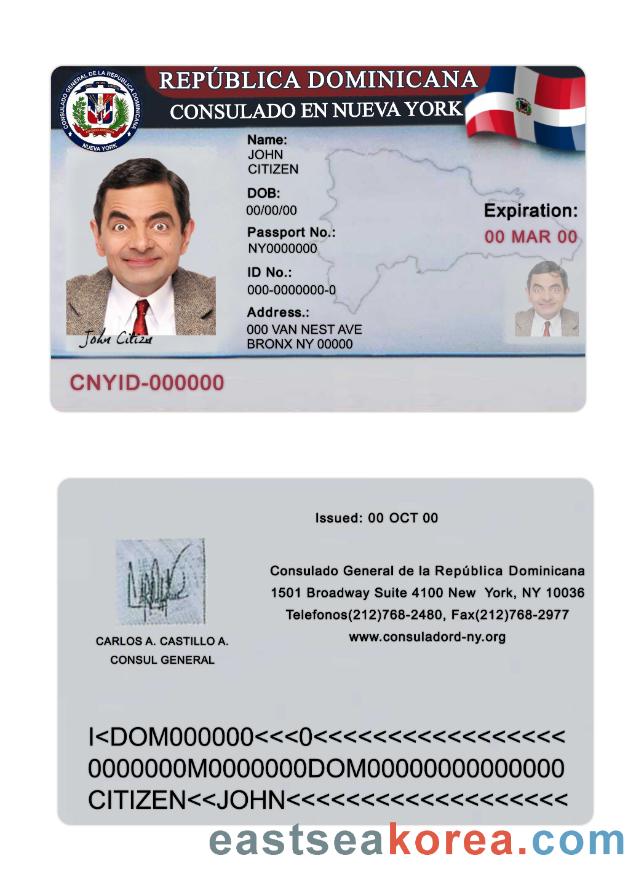 CONSULADO GENERAL DE LA REPUBLICA DOMINICANA
NUEVA YORK
REPÚBLICA DOMINICANA
CONSULADO EN NUEVA YORK
Name:
JOHN
CITIZEN
DOB:
00/00/00
Passport No.:
NY0000000
ID No.:
000-0000000-0
Address.:
000 VAN NEST AVE
BRONX NY 00000
Expiration:
00 MAR 00
John Citizn
CNYID-000000
Issued: 00 OCT 00
Consulado General de la República Dominicana
1501 Broadway Suite 4100 New York, NY 10036
Telefonos(212)768-2480, Fax(212)768-2977
www.consuladord-ny.org
CARLOS A. CASTILLO A.
CONSUL GENERAL
I<DOM000000<<<0<<<<<<<<<<<<<<<<<
0000000M0000000DOM00000000000000
CITIZEN<<JOHN<<<<<<<<<<<<<<<<<<<
eastseakorea.com